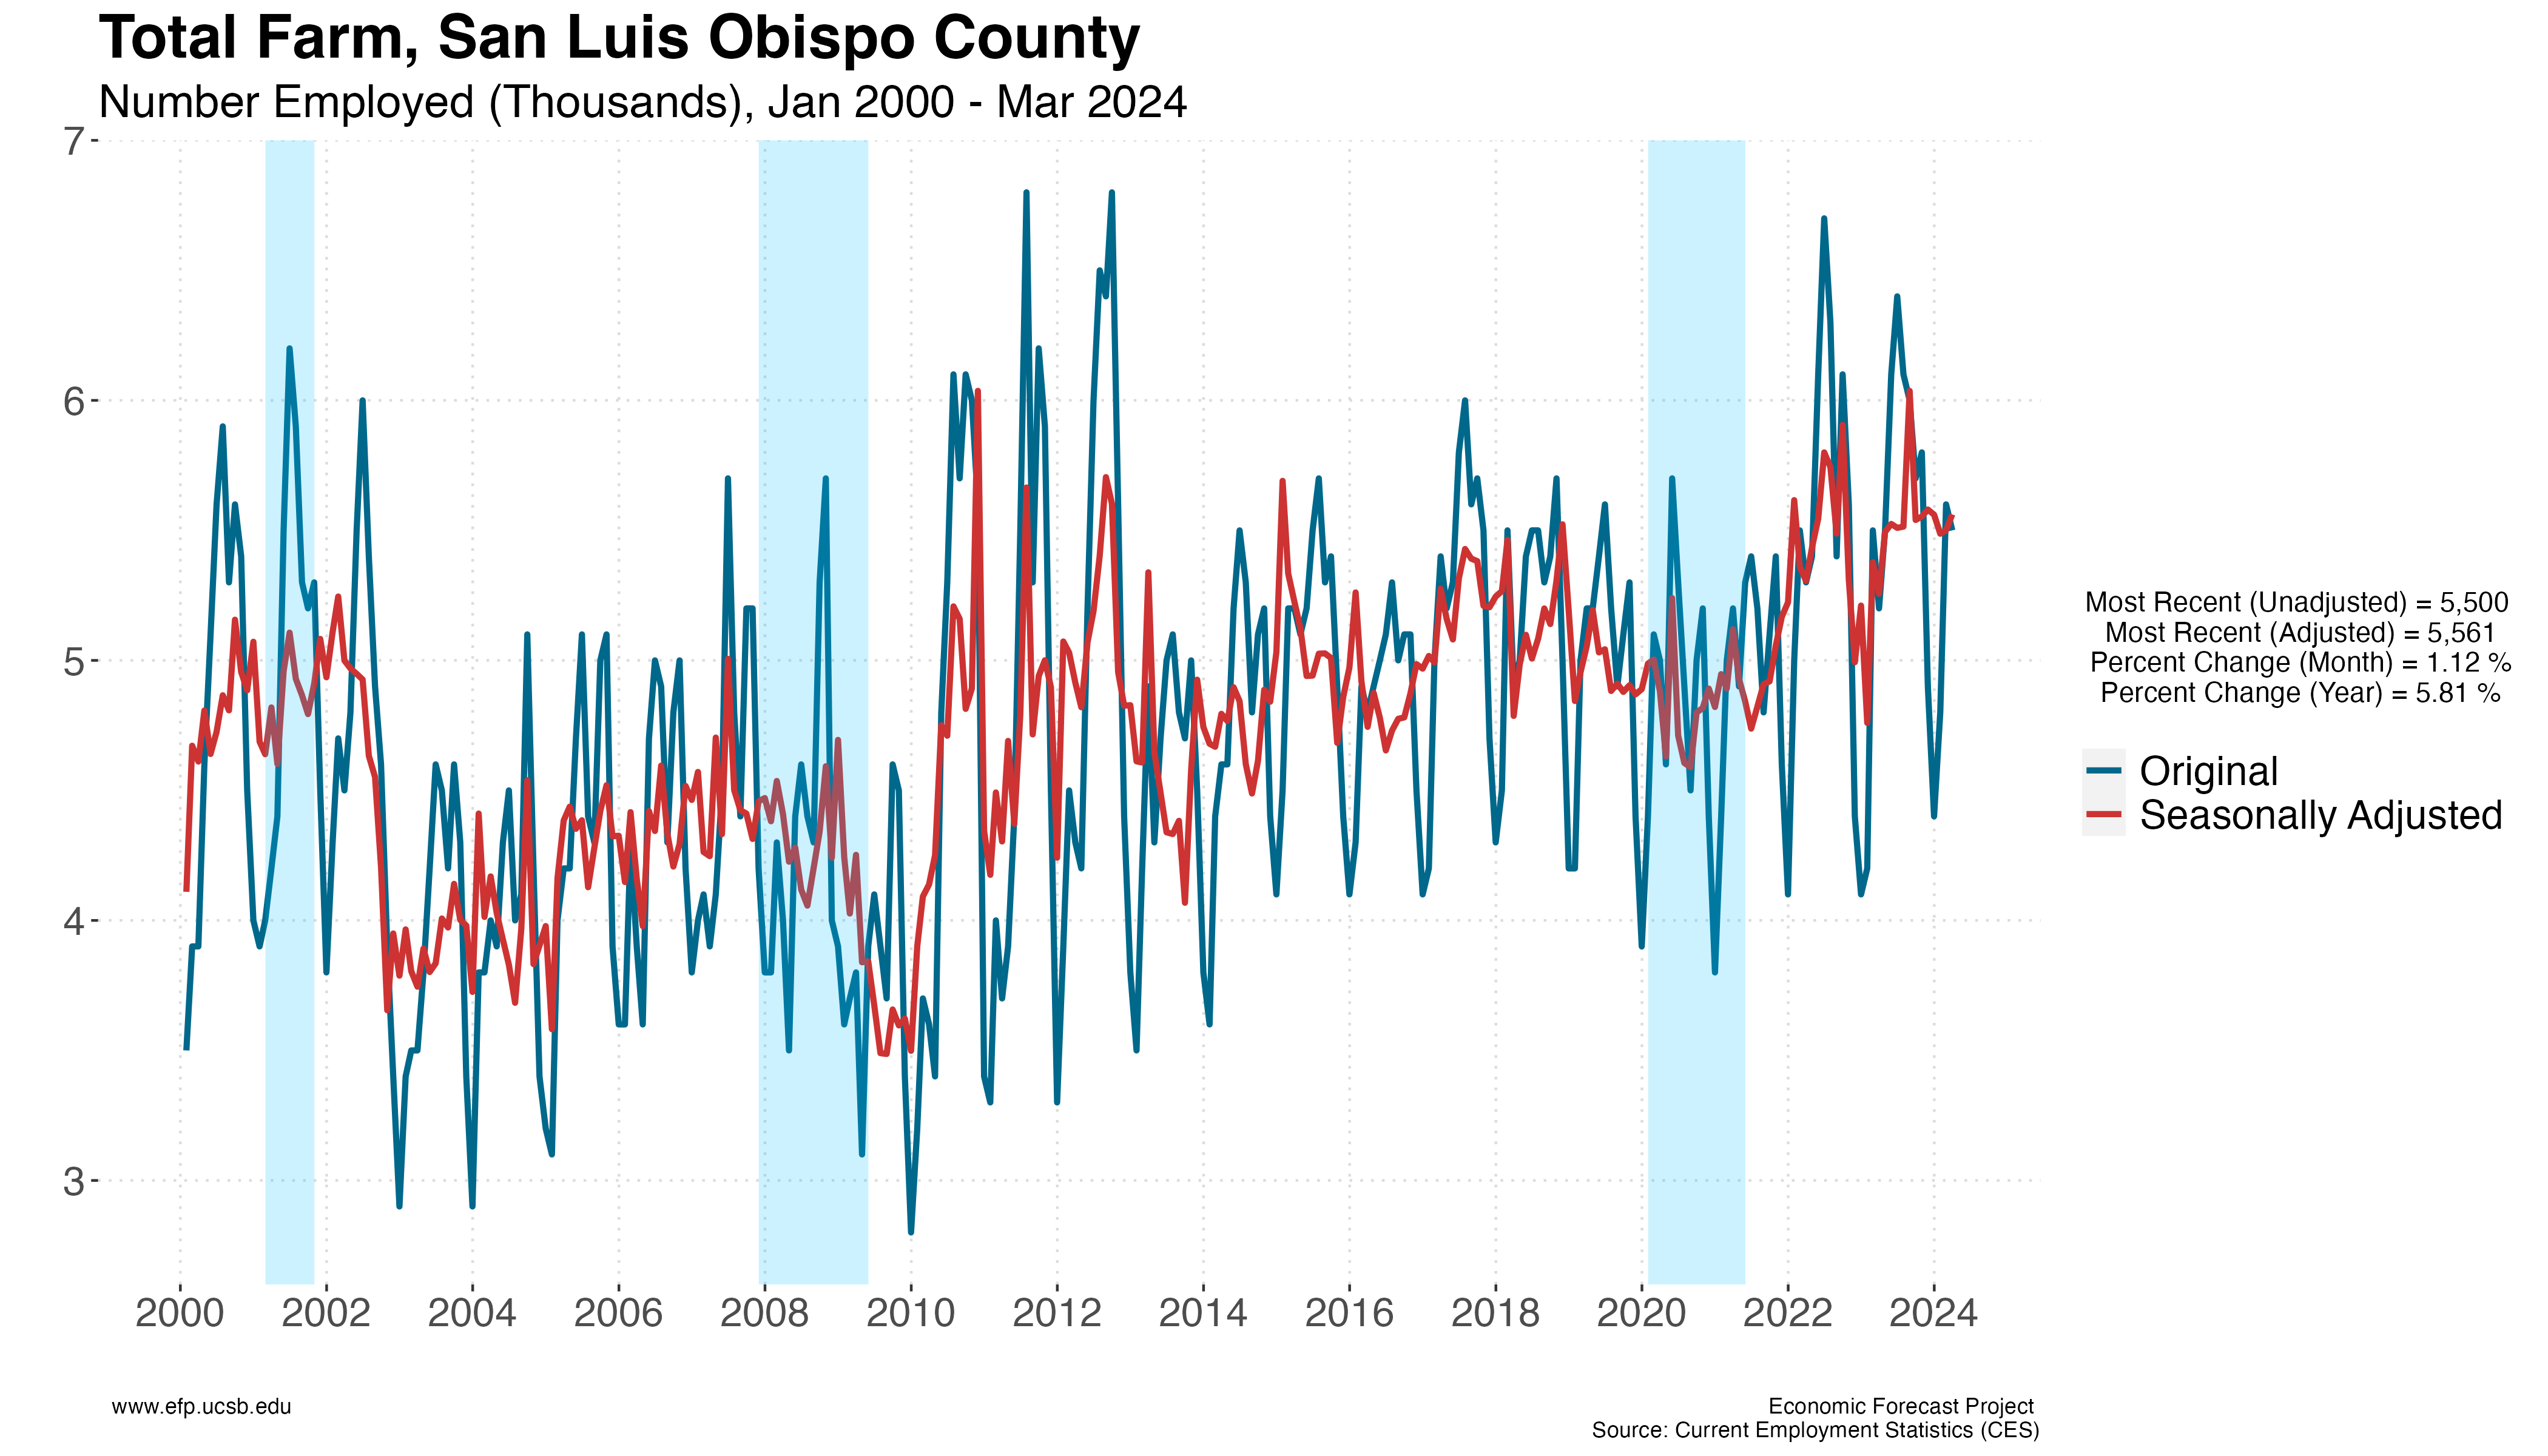 Total Farm, San Luis Obispo County
Number Employed (Thousands), Jan 2000 - Mar 2024
7
6
5
4
3
2000 2002 2004 2006 2008 2010 2012 2014 2016 2018 2020 2022 2024
Most Recent (Unadjusted) = 5,500
Most Recent (Adjusted) = 5,561
Percent Change (Month) = 1.12 %
Percent Change (Year) = 5.81 %
Original
Seasonally Adjusted
www.efp.ucsb.edu
Economic Forecast Project
Source: Current Employment Statistics (CES)